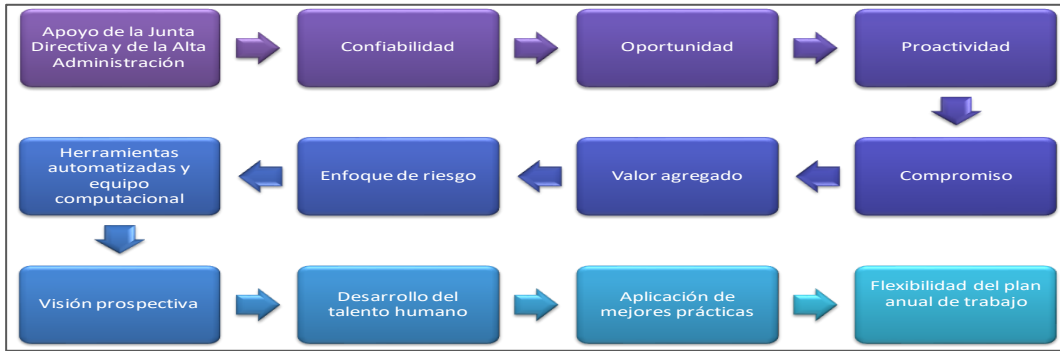 Apoyo de la Junta
Directiva y de la Alta
Administración
Confiabilidad
Oportunidad
Proactividad
Compromiso
Valor agregado
Enfoque de riesgo
Herramientas
automatizadas y
equipo
computacional
Visión prospectiva
Desarrollo del
talento humano
Aplicación de
mejores prácticas
Flexibilidad del plan
anual de trabajo